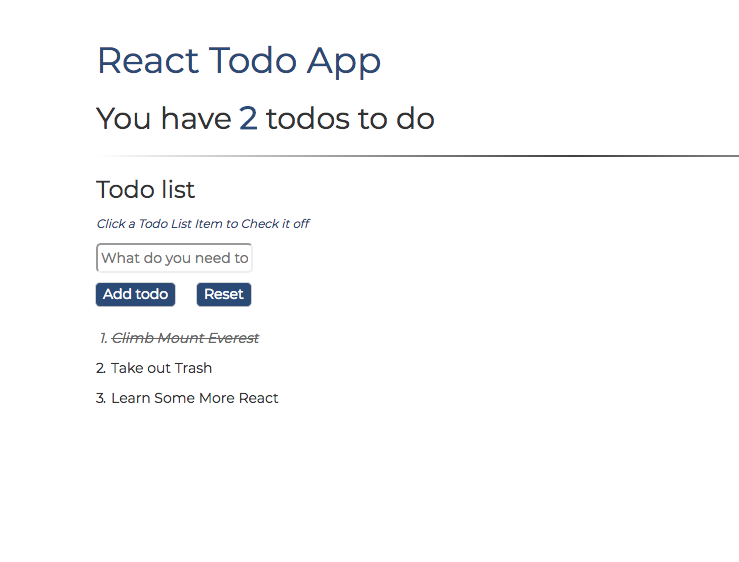 React Todo App
You have 2 todos to do
Todo list
Click a Todo List Item to Check it off
What do you need to
Add todo Reset
1. Climb Mount Everest
2. Take out Trash
3. Learn Some More React